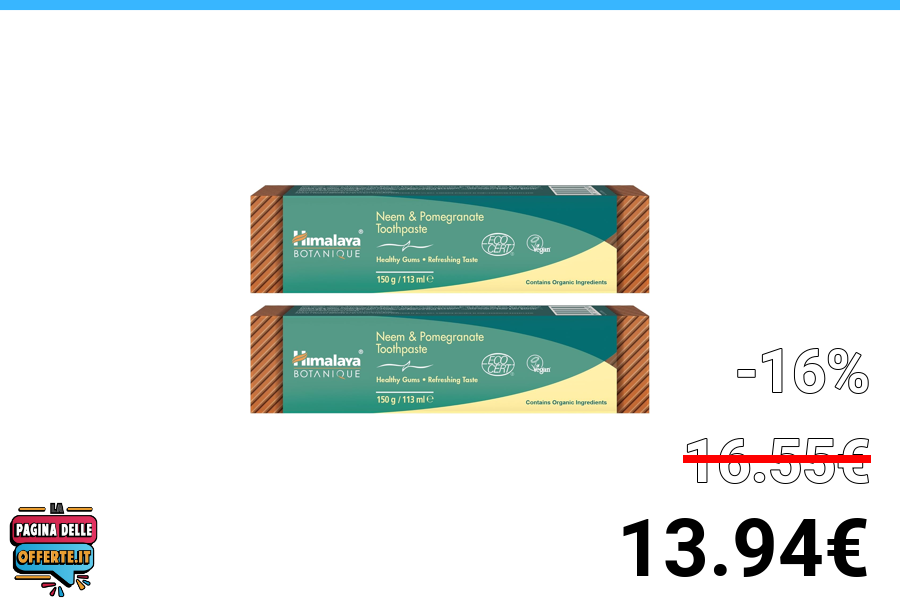 Neem & Pomegranate
Toothpaste
Himalaya®
BOTANIQUE
ECO
CERT®
Vegan
Healthy Gums • Refreshing Taste
150 g / 113 ml ℮
Contains Organic Ingredients
Neem & Pomegranate
Toothpaste
Himalaya®
BOTANIQUE
ECO
CERT®
Vegan
Healthy Gums • Refreshing Taste
150 g / 113 ml ℮
Contains Organic Ingredients
-16%
16.55€
13.94€
LA
PAGINA DELLE
OFFERTE.IT